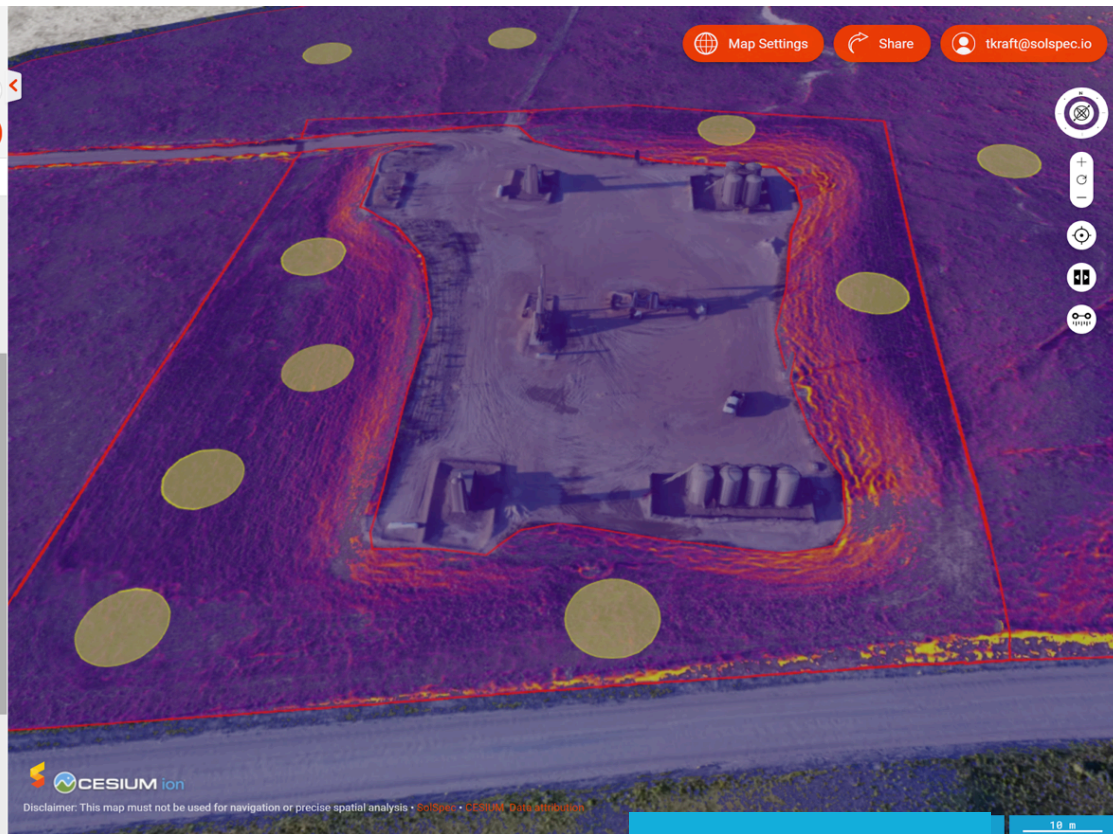 Map Settings
Share
tkraft@solspec.io
CESIUM ion
Disclaimer: This map must not be used for navigation or precise spatial analysis • SolSpec • CESIUM Data attribution
10 m